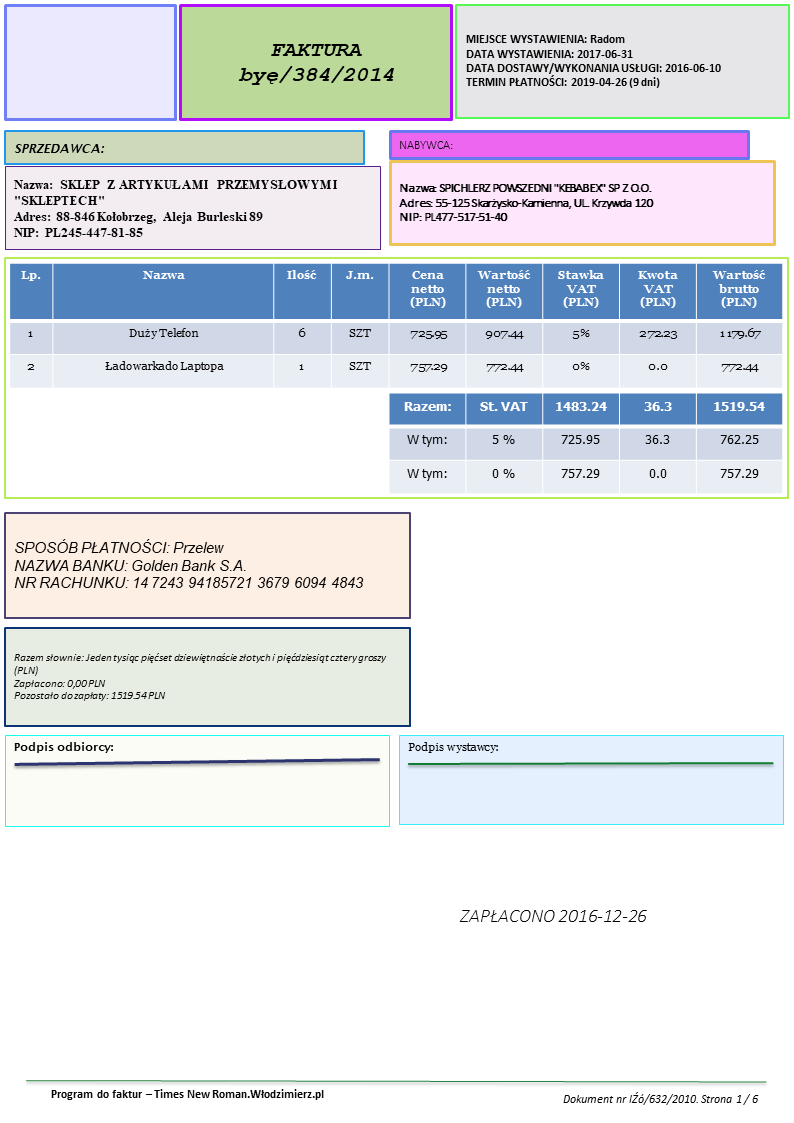 FAKTURA
byę/384/2014
MIEJSCE WYSTAWIENIA: Radom
DATA WYSTAWIENIA: 2017-06-31
DATA DOSTAWY/WYKONANIA USŁUGI: 2016-06-10
TERMIN PŁATNOŚCI: 2019-04-26 (9 dni)
SPRZEDAWCA:
Nazwa: SKLEP Z ARTYKUŁAMI PRZEMYSŁOWYMI
"SKLEPTECH"
Adres: 88-846 Kołobrzeg, Aleja Burleski 89
NIP: PL245-447-81-85
NABYWCA:
Nazwa: SPICHLERZ POWSZEDNI "KEBABEX" SP Z O.O.
Adres: 55-125 Skarżysko-Kamienna, UL. Krzywda 120
NIP: PL477-517-51-40
Lp. Nazwa Ilość J.m. Cena netto (PLN) Wartość netto (PLN) Stawka VAT (PLN) Kwota VAT (PLN) Wartość brutto (PLN)
1 Duży Telefon 6 SZT 725.95 907.44 5% 272.23 1179.67
2 Ładowarkado Laptopa 1 SZT 757.29 772.44 0% 0.0 772.44
Razem: St. VAT 1483.24 36.3 1519.54
W tym: 5 % 725.95 36.3 762.25
W tym: 0 % 757.29 0.0 757.29
SPOSÓB PŁATNOŚCI: Przelew
NAZWA BANKU: Golden Bank S.A.
NR RACHUNKU: 14 7243 94185721 3679 6094 4843
Razem słownie: Jeden tysiąc pięćset dziewiętnaście złotych i pięćdziesiąt cztery groszy
(PLN)
Zapłacono: 0,00 PLN
Pozostało do zapłaty: 1519.54 PLN
Podpis odbiorcy:
Podpis wystawcy:
ZAPŁACONO 2016-12-26
Program do faktur – Times New Roman.Włodzimierz.pl
Dokument nr IŹó/632/2010. Strona 1 / 6